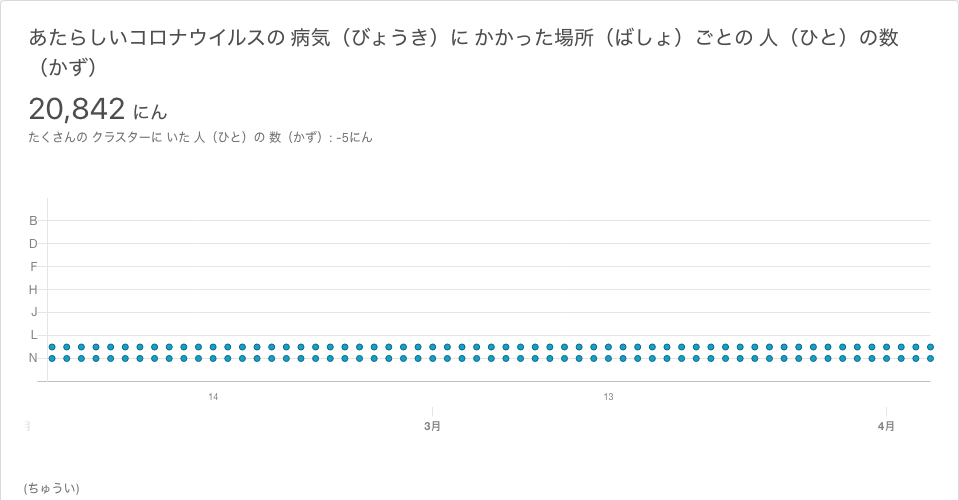 あたらしいコロナウイルスの 病気（びょうき）に かかった場所（ばしょ）ごとの 人（ひと）の数
（かず）
20,842 にん
たくさんの クラスターに いた 人（ひと）の 数（かず）: -5にん
B
D
F
H
J
L
N
14
13
3月
4月
(ちゅうい)